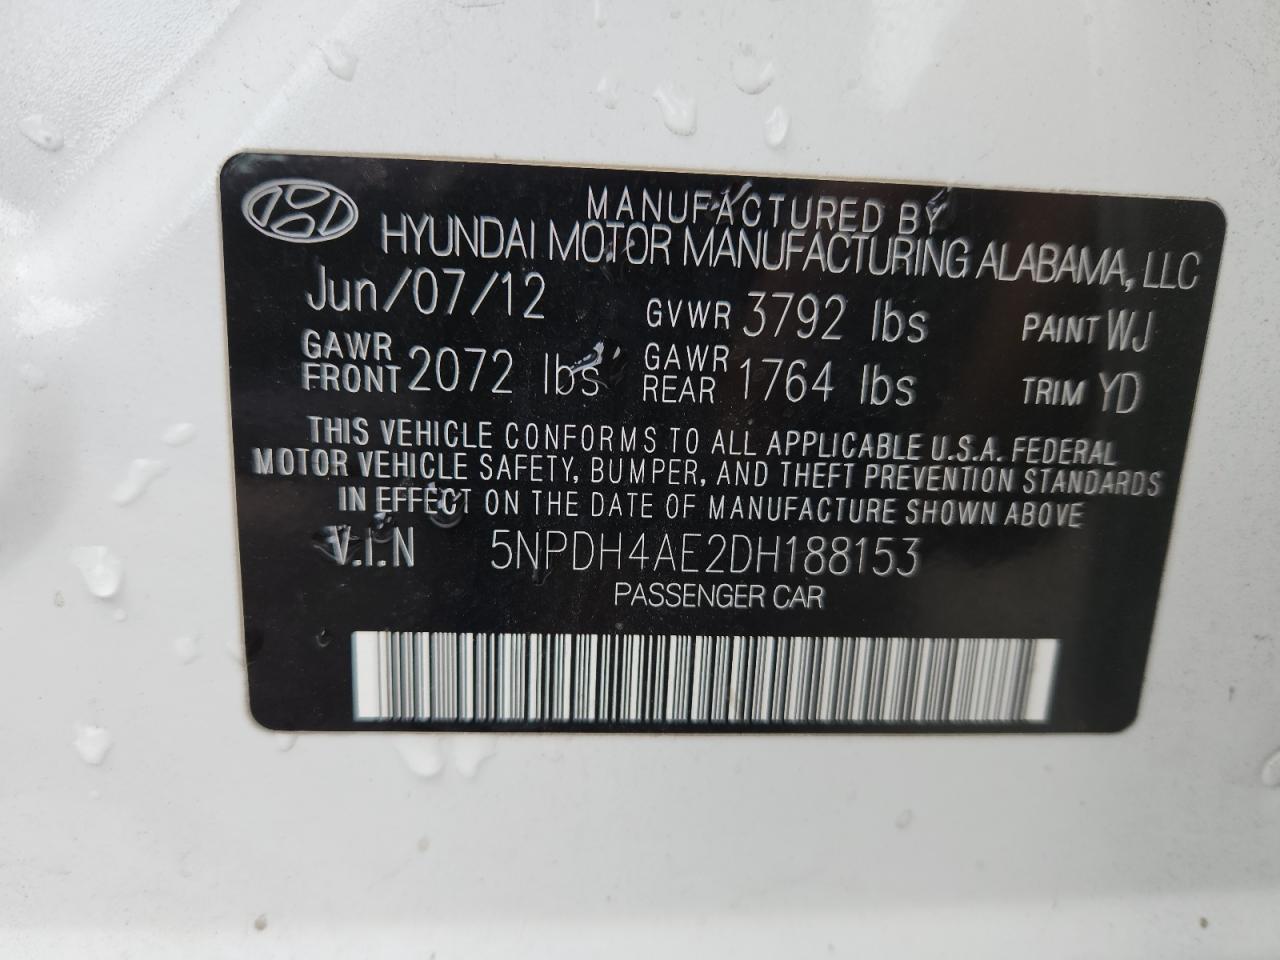 MANUFACTURED BY
HYUNDAI MOTOR MANUFACTURING ALABAMA, LLC
Jun/07/12 GVWR 3792 lbs PAINT WJ
GAWR FRONT 2072 lbs GAWR REAR 1764 lbs TRIM YD
THIS VEHICLE CONFORMS TO ALL APPLICABLE U.S.A. FEDERAL
MOTOR VEHICLE SAFETY, BUMPER, AND THEFT PREVENTION STANDARDS
IN EFFECT ON THE DATE OF MANUFACTURE SHOWN ABOVE
V.I.N 5NPDH4AE2DH188153
PASSENGER CAR